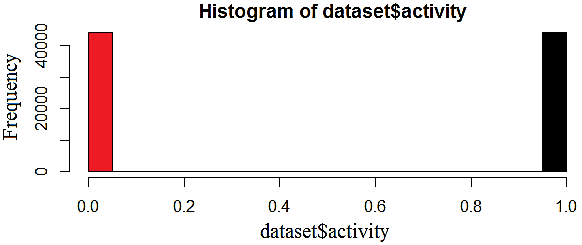 Histogram of dataset$activity
Frequency
40000
20000
0
0.0 0.2 0.4 0.6 0.8 1.0
dataset$activity